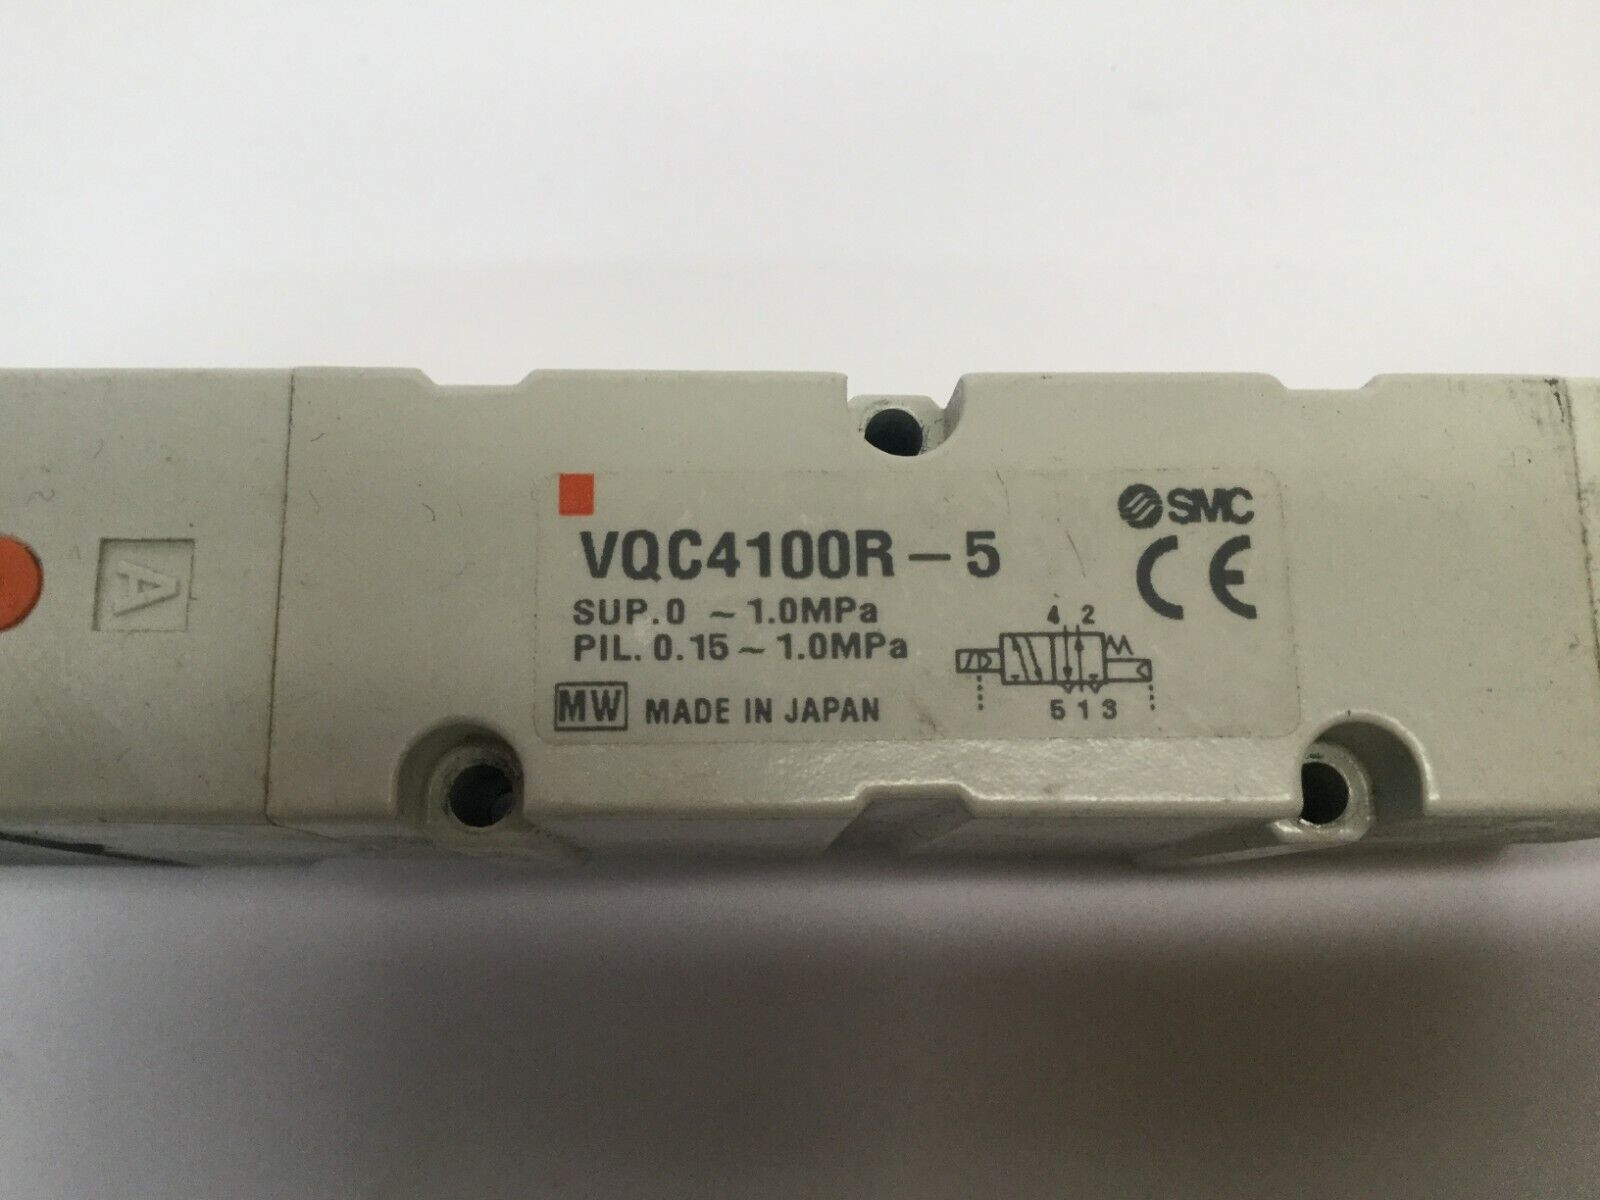 A
SMC
VQC4100R-5
CE
SUP.0 ~ 1.0MPa
PIL.0.15~1.0MPa
4 2
5 1 3
MW MADE IN JAPAN